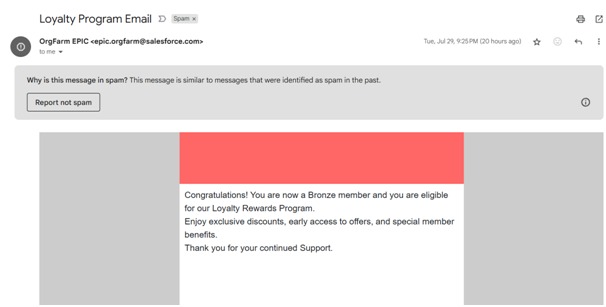 Loyalty Program Email
Spam ×
OrgFarm EPIC <epic.orgfarm@salesforce.com>
Tue, Jul 29, 9:25 PM (20 hours ago)
to me
Why is this message in spam? This message is similar to messages that were identified as spam in the past.
Report not spam
Congratulations! You are now a Bronze member and you are eligible
for our Loyalty Rewards Program.
Enjoy exclusive discounts, early access to offers, and special member
benefits.
Thank you for your continued Support.